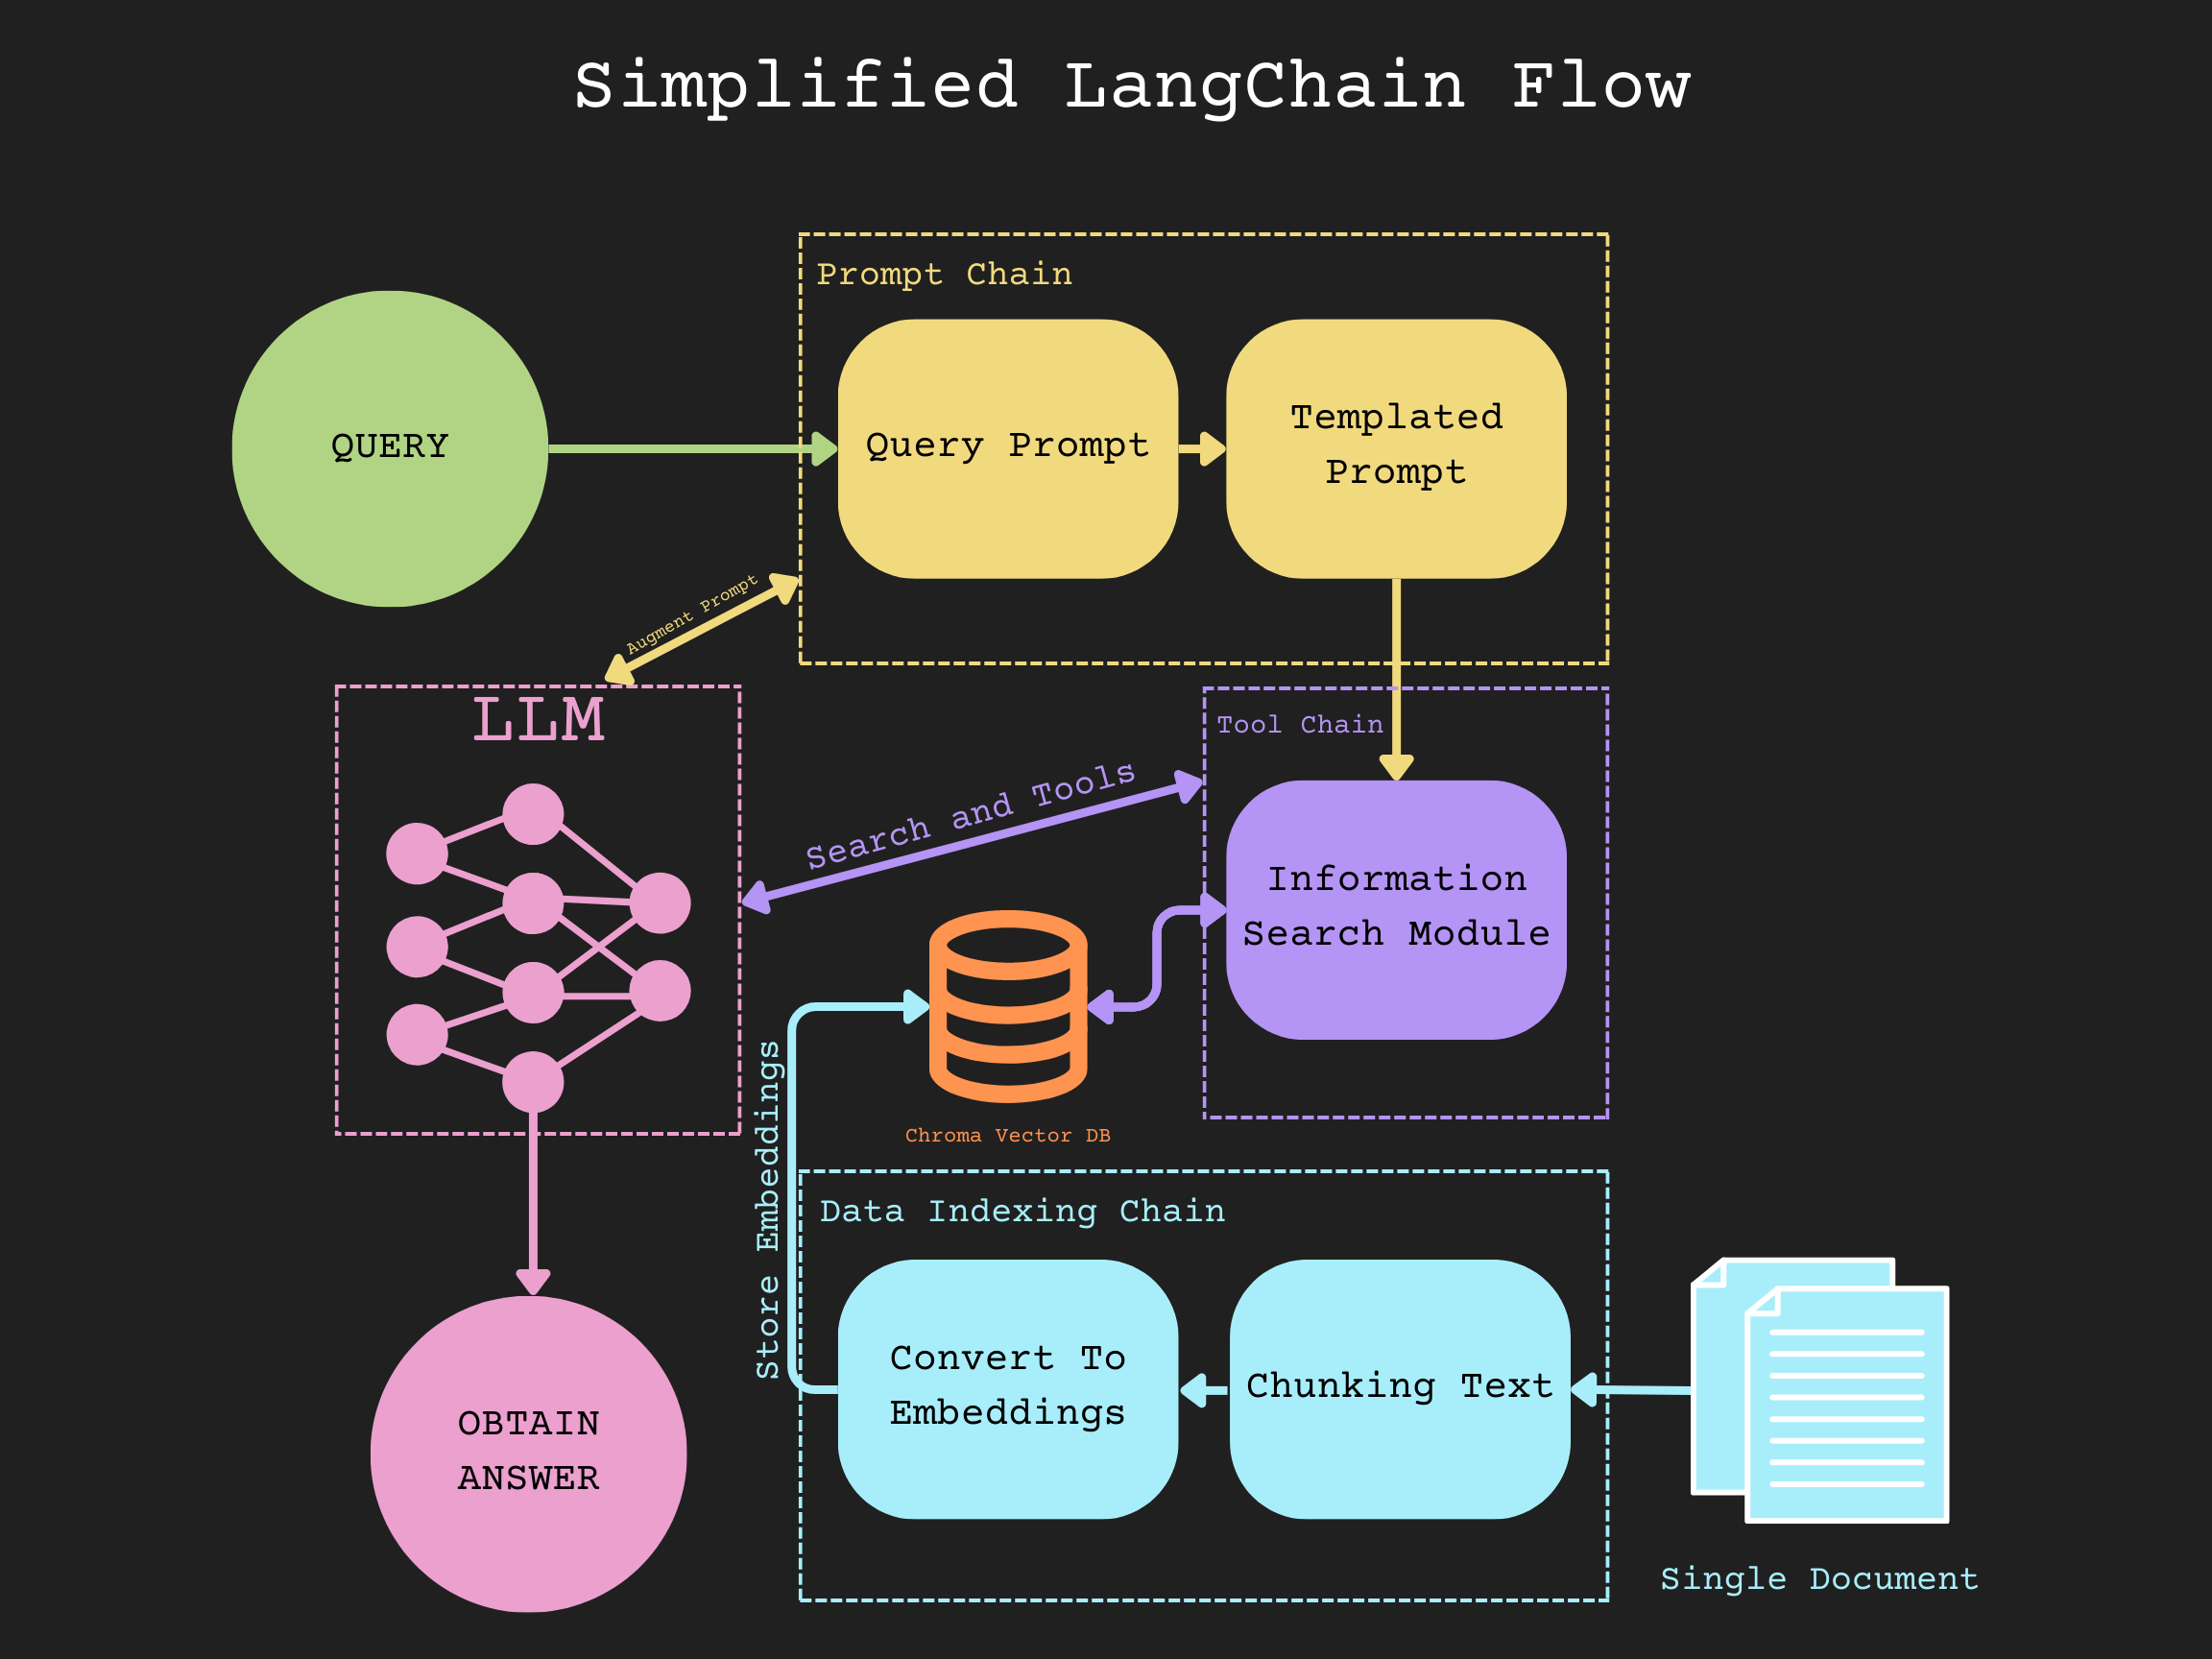 Simplified LangChain Flow
Prompt Chain
QUERY
Query Prompt
Templated
Prompt
Augment Prompt
LLM
Tool Chain
Search and Tools
Information
Search Module
Chroma Vector DB
Store Embeddings
Data Indexing Chain
Convert To
Embeddings
Chunking Text
OBTAIN
ANSWER
Single Document